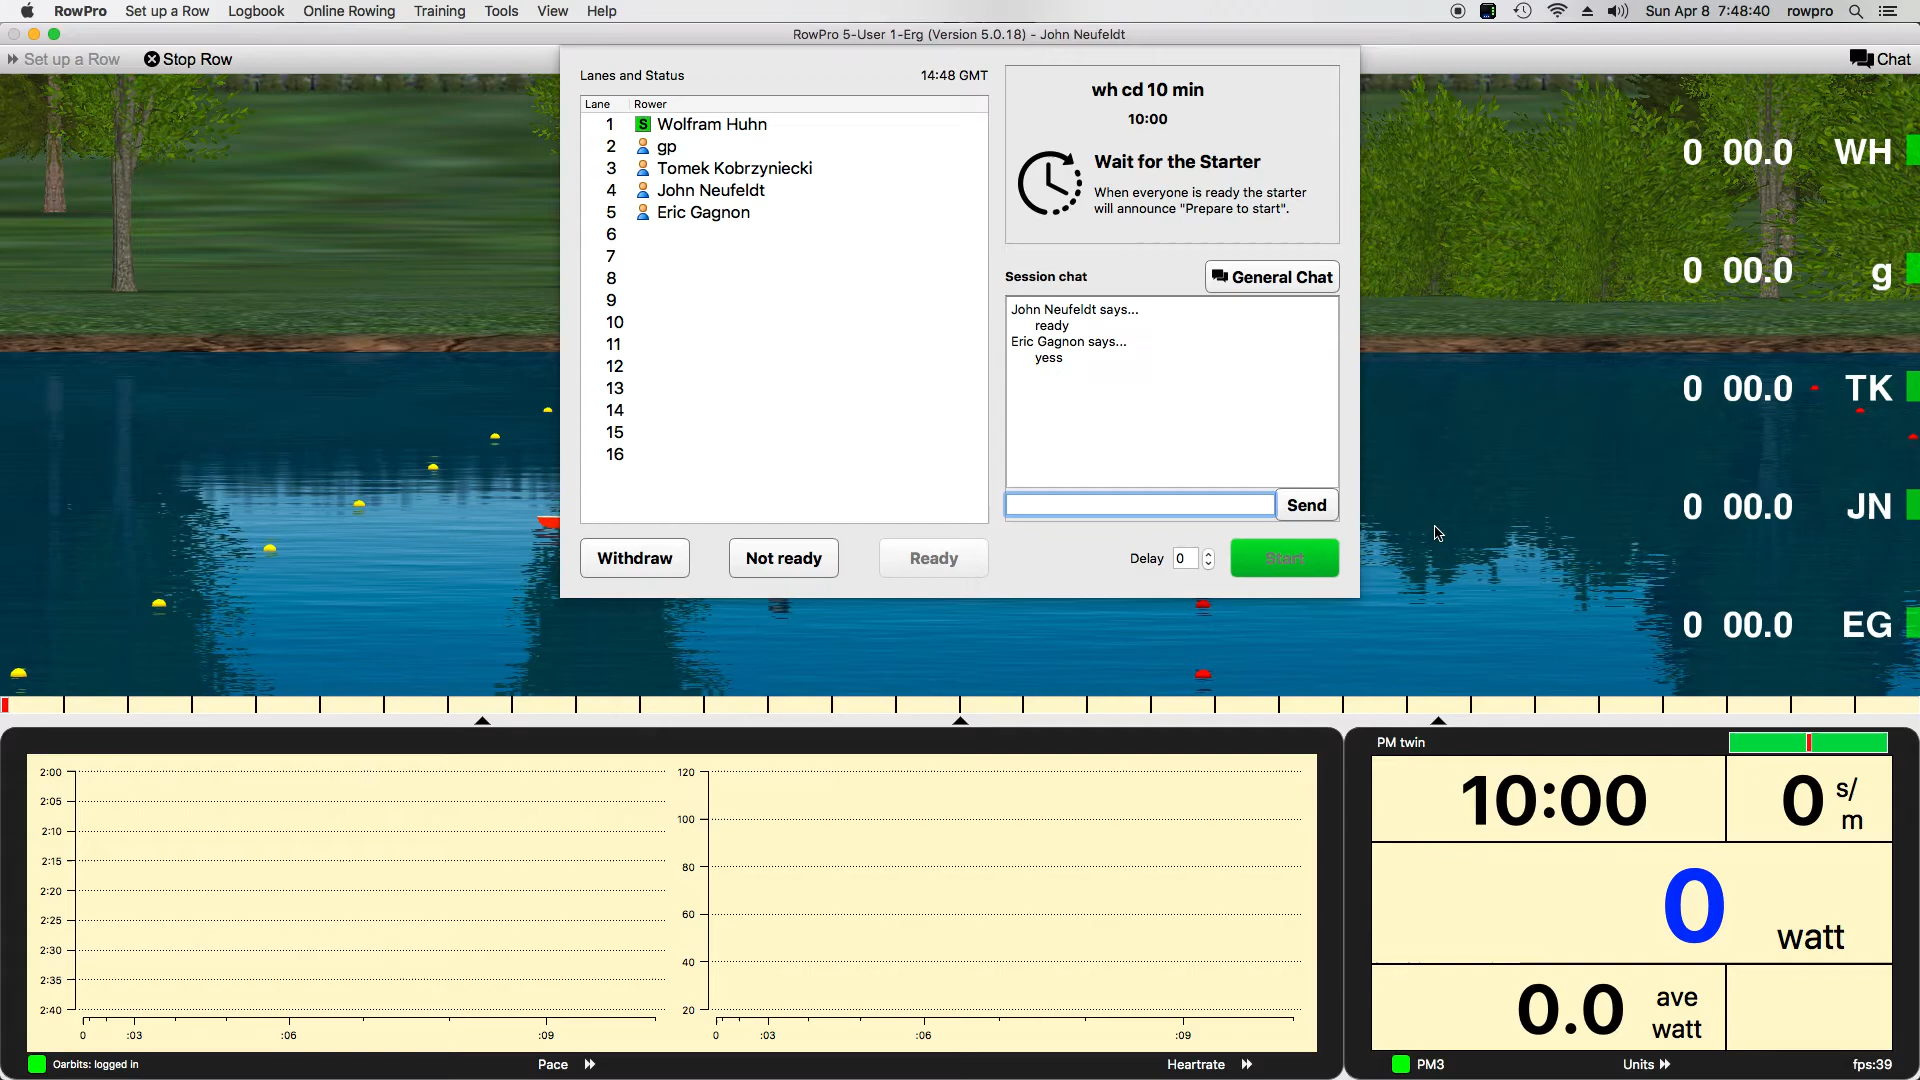 RowPro Set up a Row Logbook Online Rowing Training Tools View Help Sun Apr 8 7:48:40 rowpro
RowPro 5-User 1-Erg (Version 5.0.18) - John Neufeldt
Set up a Row Stop Row Chat
Lanes and Status 14:48 GMT
Lane Rower
1 S Wolfram Huhn
2 gp
3 Tomek Kobrzyniecki
4 John Neufeldt
5 Eric Gagnon
6
7
8
9
10
11
12
13
14
15
16
Withdraw Not ready Ready
wh cd 10 min
10:00
Wait for the Starter
When everyone is ready the starter
will announce "Prepare to start".
Session chat General Chat
John Neufeldt says...
ready
Eric Gagnon says...
yess
Send
Delay 0 Start
0 00.0 WH
0 00.0 g
0 00.0 TK
0 00.0 JN
0 00.0 EG
2:00
2:05
2:10
2:15
2:20
2:25
2:30
2:35
2:40
0 :03 :06 :09
120
100
80
60
40
20
0 :03 :06 :09
Oarbits: logged in Pace Heartrate
PM twin
10:00 0 s/
m
0 watt
0.0 ave
watt
PM3 Units fps:39